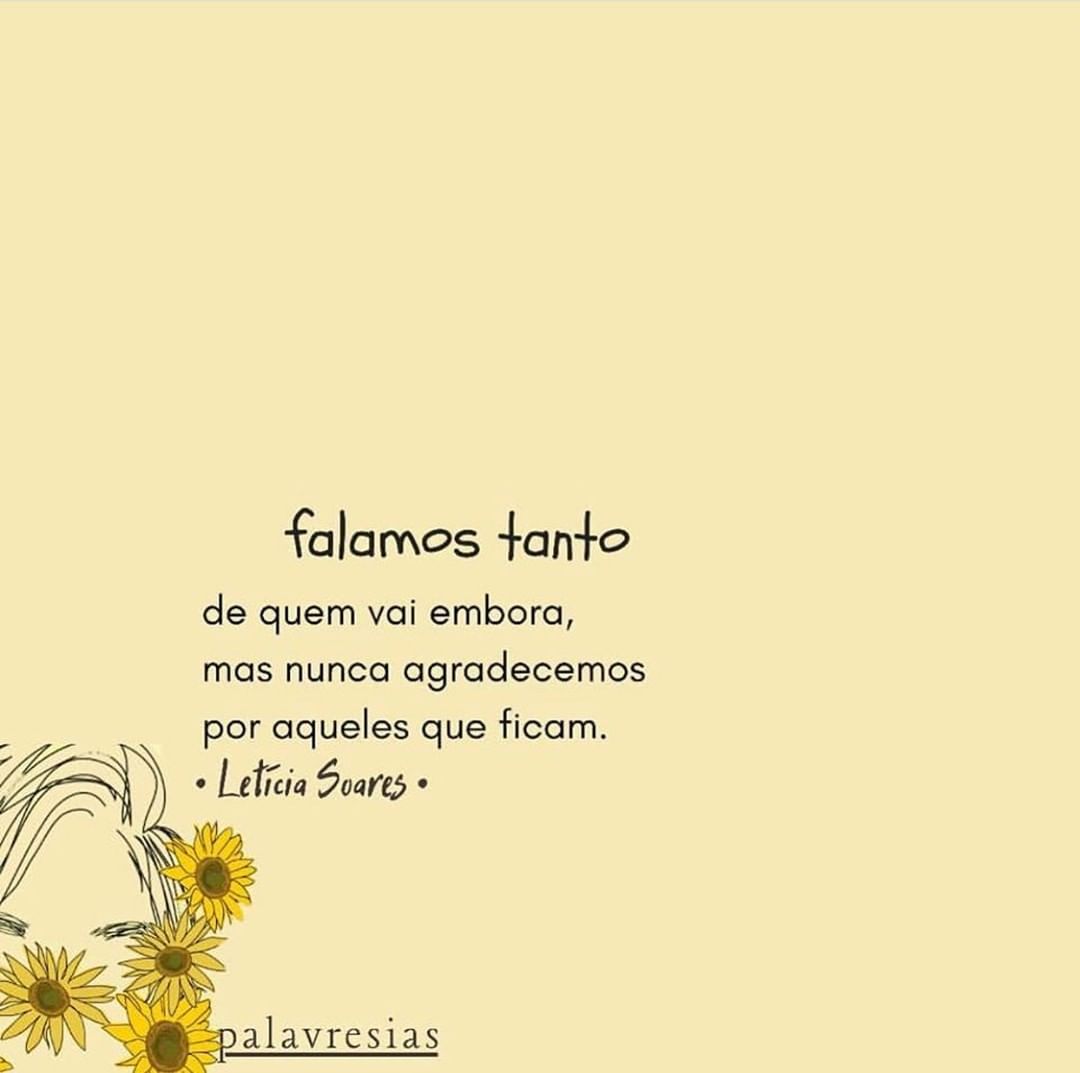 falamos tanto
de quem vai embora,
mas nunca agradecemos
por aqueles que ficam.
• Letícia Soares •
palavresias